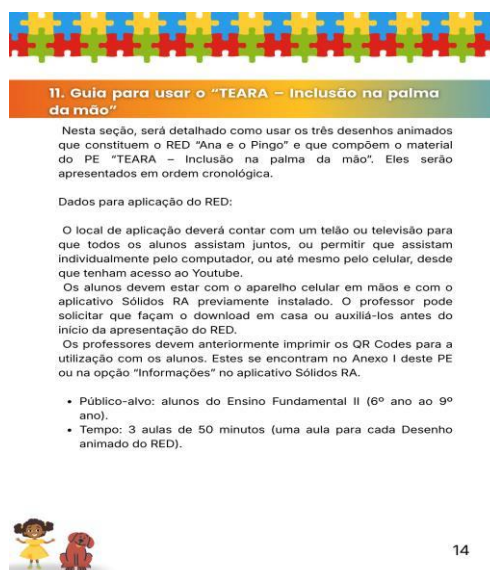 11. Guia para usar o “TEARA – Inclusão na palma
da mão”
Nesta seção, será detalhado como usar os três desenhos animados
que constituem o RED “Ana e o Pingo” e que compõem o material
do PE “TEARA – Inclusão na palma da mão”. Eles serão
apresentados em ordem cronológica.
Dados para aplicação do RED:
O local de aplicação deverá contar com um telão ou televisão para
que todos os alunos assistam juntos, ou permitir que assistam
individualmente pelo computador, ou até mesmo pelo celular, desde
que tenham acesso ao Youtube.
Os alunos devem estar com o aparelho celular em mãos e com o
aplicativo Sólidos RA previamente instalado. O professor pode
solicitar que façam o download em casa ou auxiliá-los antes do
início da apresentação do RED.
Os professores devem anteriormente imprimir os QR Codes para a
utilização com os alunos. Estes se encontram no Anexo I deste PE
ou na opção “Informações” no aplicativo Sólidos RA.
• Público-alvo: alunos do Ensino Fundamental II (6º ano ao 9º
ano).
• Tempo: 3 aulas de 50 minutos (uma aula para cada Desenho
animado do RED).
14